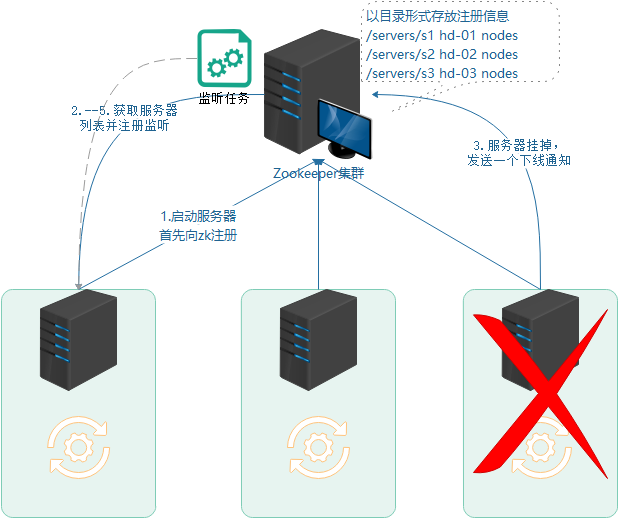 以目录形式存放注册信息
/servers/s1 hd-01 nodes
/servers/s2 hd-02 nodes
/servers/s3 hd-03 nodes
监听任务
2.--5.获取服务器
列表并注册监听
3.服务器挂掉，
发送一个下线通知
Zookeeper集群
1.启动服务器
首先向zk注册